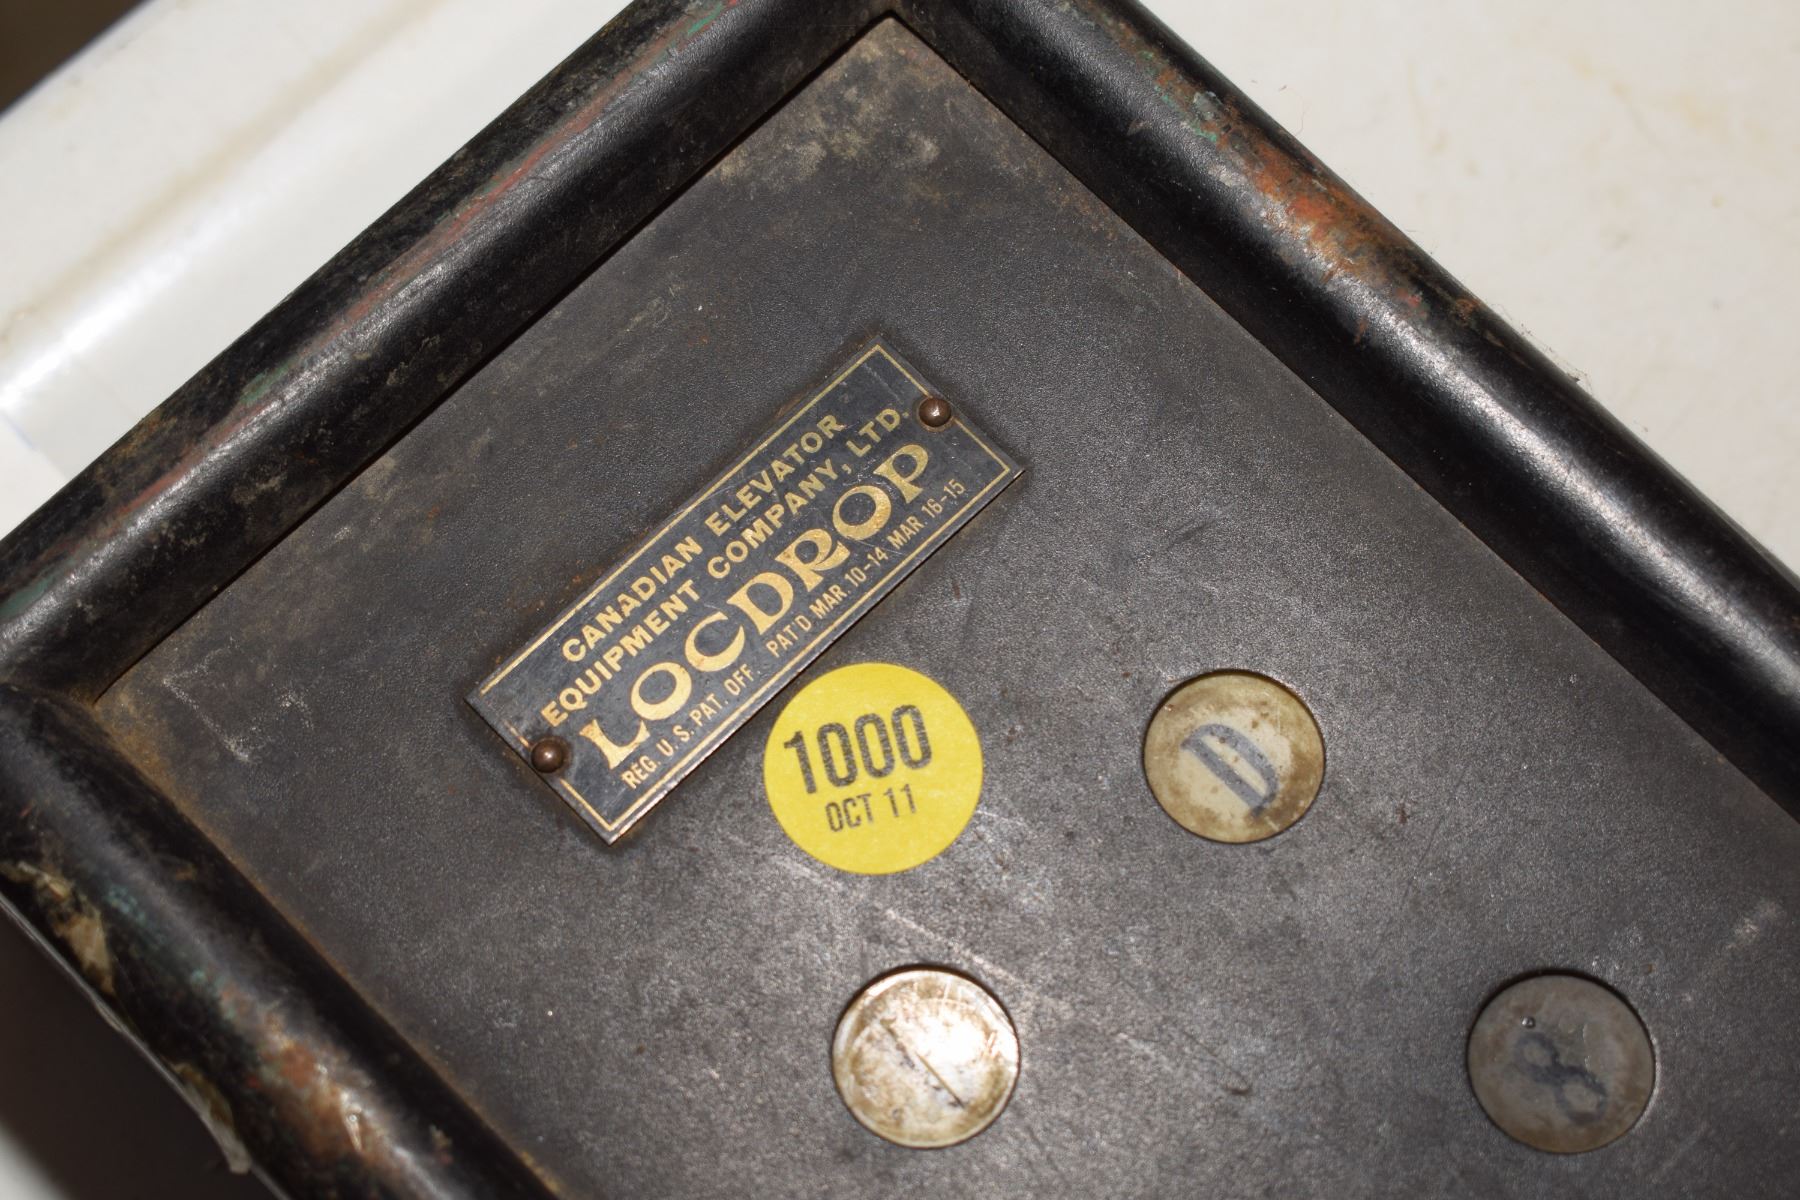 CANADIAN ELEVATOR
EQUIPMENT COMPANY, LTD.
LOCDROP
REG. U.S. PAT. OFF. PAT'D MAR. 10-14 MAR. 16-15
1000
OCT 11
D
8